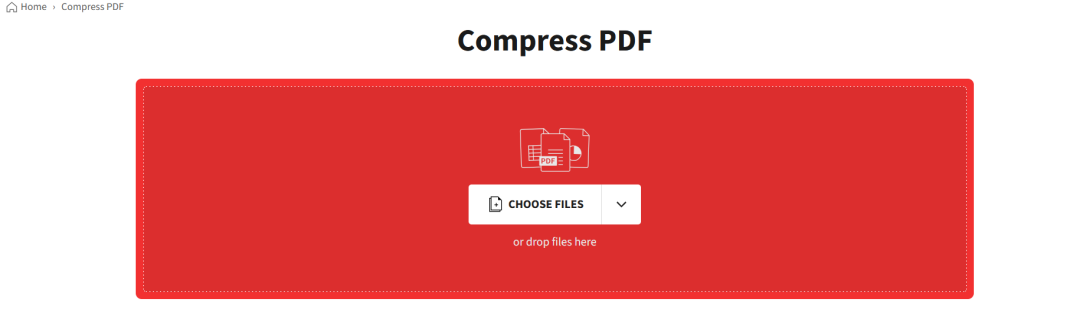 Home › Compress PDF
Compress PDF
PDF
CHOOSE FILES
or drop files here